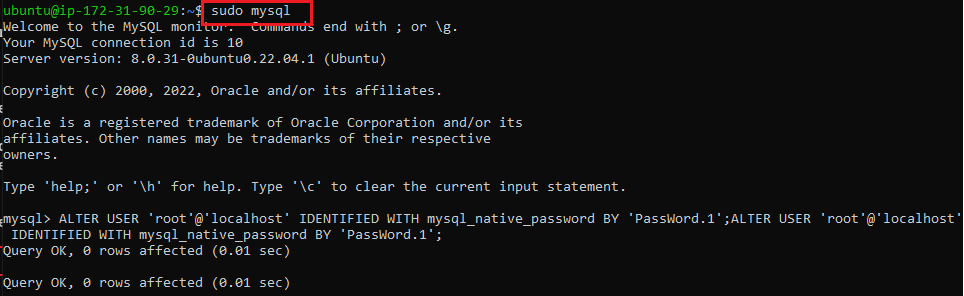 ubuntu@ip-172-31-90-29:~$ sudo mysql
Welcome to the MySQL monitor.  Commands end with ; or \g.
Your MySQL connection id is 10
Server version: 8.0.31-0ubuntu0.22.04.1 (Ubuntu)
Copyright (c) 2000, 2022, Oracle and/or its affiliates.
Oracle is a registered trademark of Oracle Corporation and/or its
affiliates. Other names may be trademarks of their respective
owners.
Type 'help;' or '\h' for help. Type '\c' to clear the current input statement.
mysql> ALTER USER 'root'@'localhost' IDENTIFIED WITH mysql_native_password BY 'PassWord.1';ALTER USER 'root'@'localhost'
 IDENTIFIED WITH mysql_native_password BY 'PassWord.1';
Query OK, 0 rows affected (0.01 sec)
Query OK, 0 rows affected (0.01 sec)